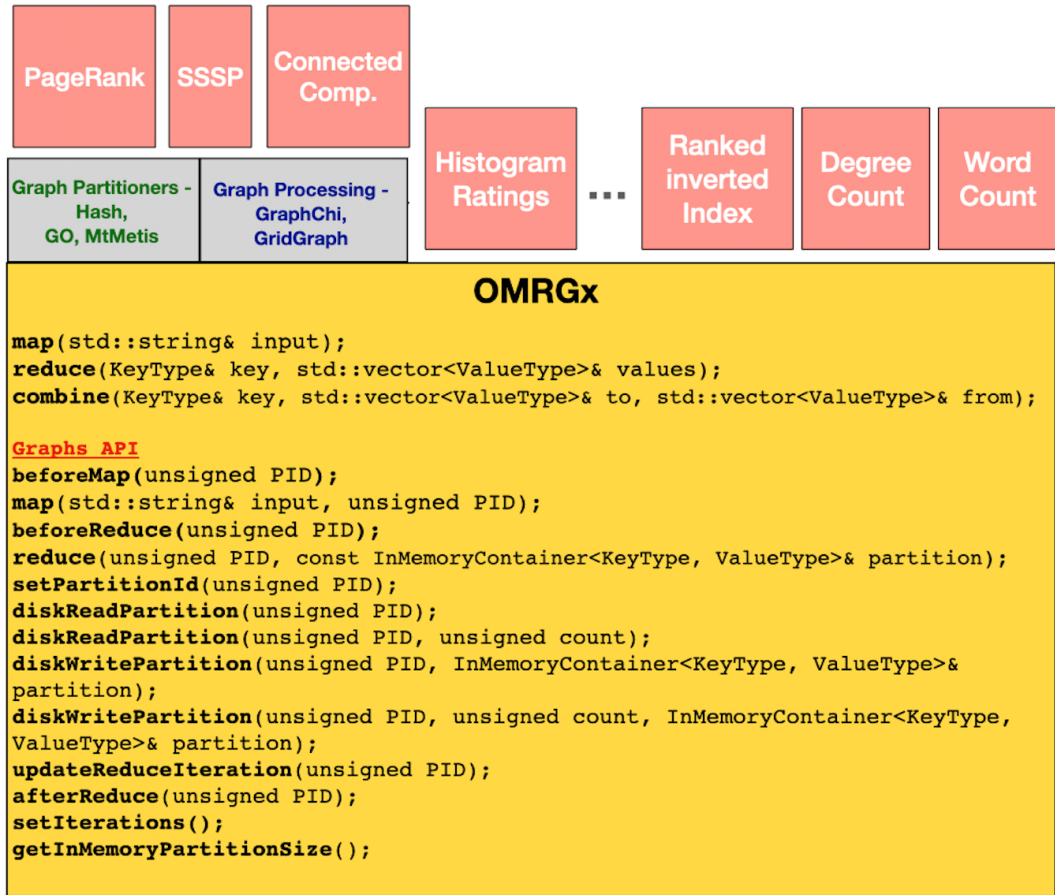 PageRank
SSSP
Connected
Comp.
Histogram
Ratings
...
Ranked
inverted
Index
Degree
Count
Word
Count
Graph Partitioners -
Hash,
GO, MtMetis
Graph Processing -
GraphChi,
GridGraph
OMRGx
map(std::string& input);
reduce(KeyType& key, std::vector<ValueType>& values);
combine(KeyType& key, std::vector<ValueType>& to, std::vector<ValueType>& from);
Graphs API
beforeMap(unsigned PID);
map(std::string& input, unsigned PID);
beforeReduce(unsigned PID);
reduce(unsigned PID, const InMemoryContainer<KeyType, ValueType>& partition);
setPartitionId(unsigned PID);
diskReadPartition(unsigned PID);
diskReadPartition(unsigned PID, unsigned count);
diskWritePartition(unsigned PID, InMemoryContainer<KeyType, ValueType>&
partition);
diskWritePartition(unsigned PID, unsigned count, InMemoryContainer<KeyType,
ValueType>& partition);
updateReduceIteration(unsigned PID);
afterReduce(unsigned PID);
setIterations();
getInMemoryPartitionSize();